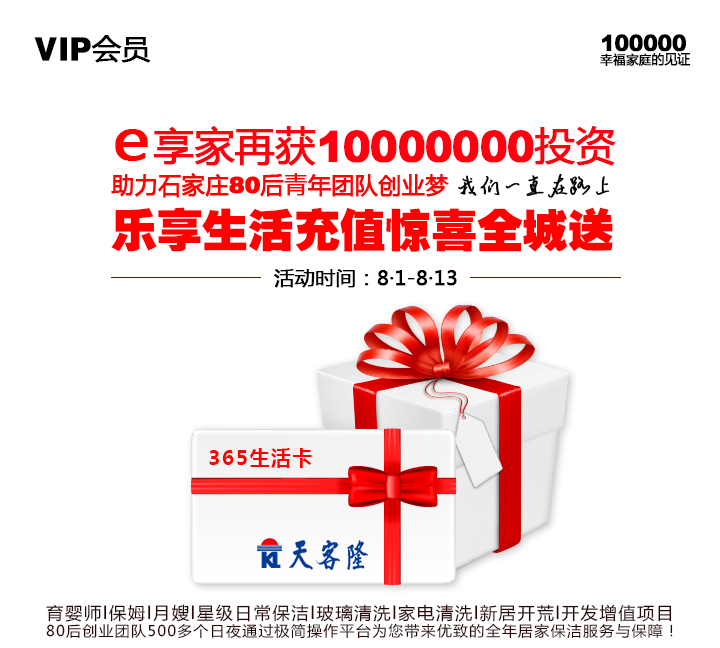 VIP会员
100000
幸福家庭的见证
e享家再获10000000投资
助力石家庄80后青年团队创业梦 我们一直在路上
乐享生活充值惊喜全城送
活动时间：8·1-8·13
365生活卡
TKL 天客隆
育婴师|保姆|月嫂|星级日常保洁|玻璃清洗|家电清洗|新居开荒|开发增值项目
80后创业团队500多个日夜通过极简操作平台为您带来优致的全年居家保洁服务与保障！